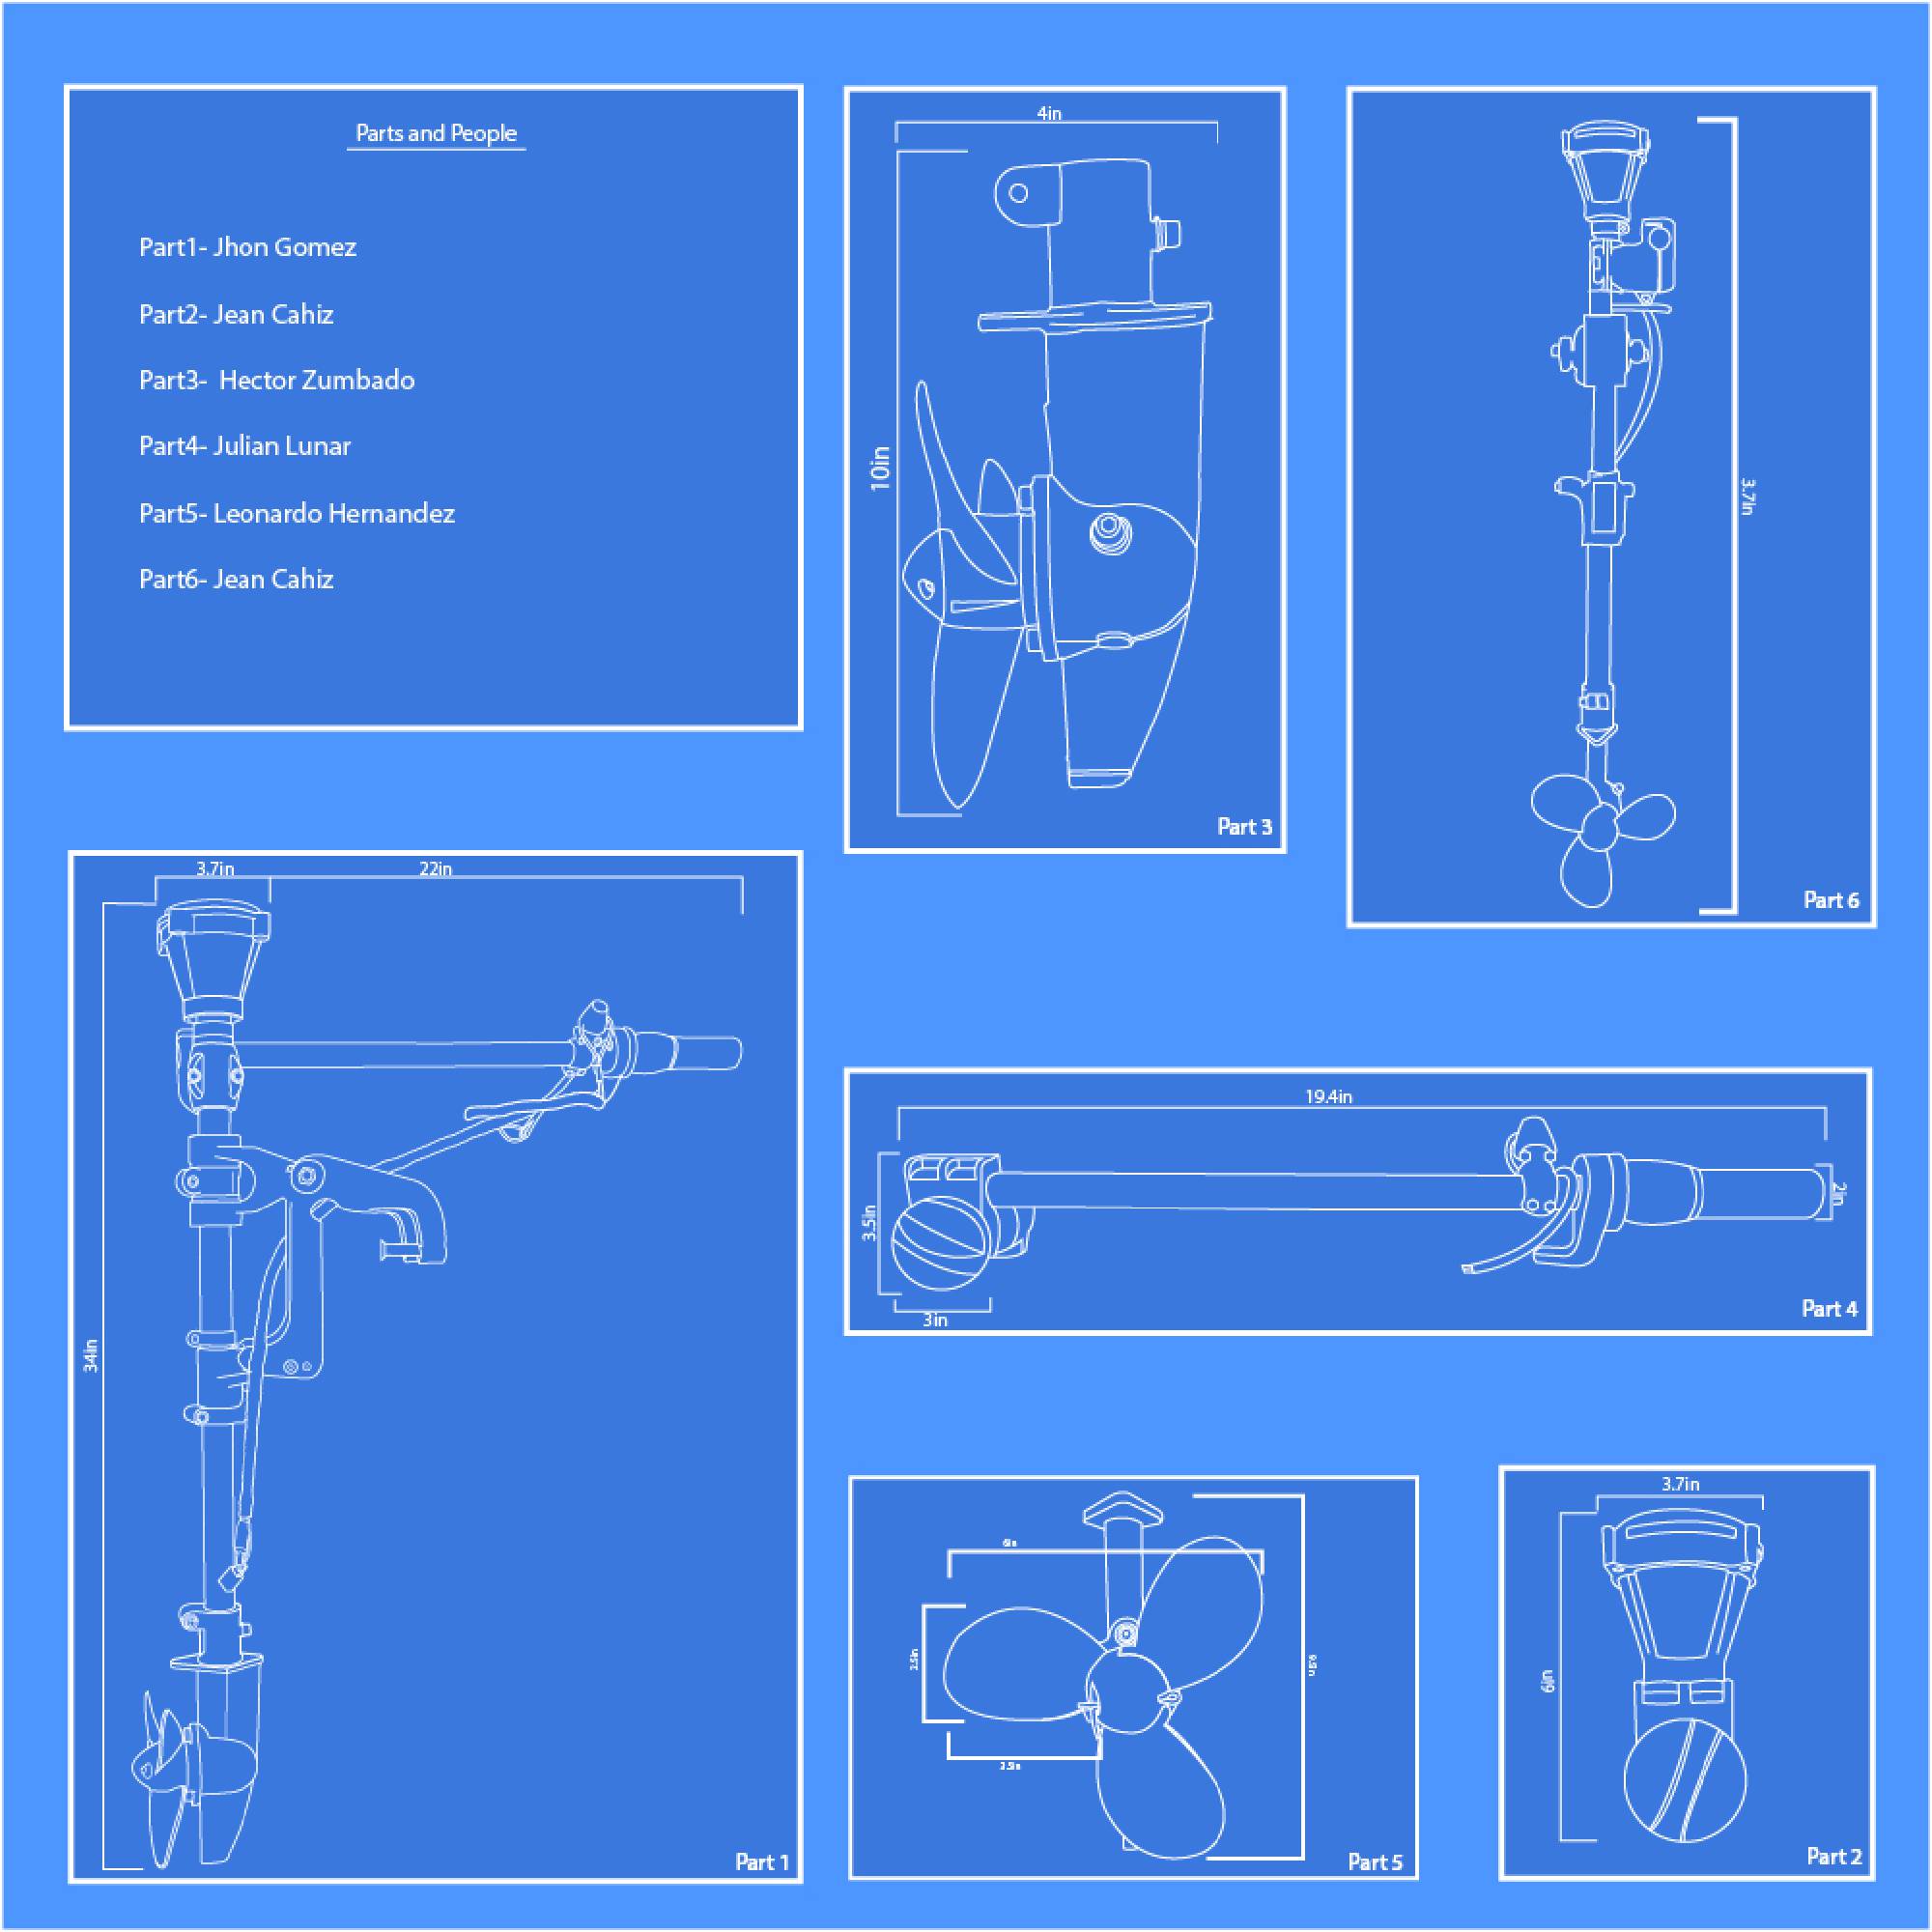 Parts and People
Part1- Jhon Gomez
Part2- Jean Cahiz
Part3- Hector Zumbado
Part4- Julian Lunar
Part5- Leonardo Hernandez
Part6- Jean Cahiz
4in
10in
Part 3
3.7in
Part 6
3.7in
22in
34in
Part 1
19.4in
3.5in
2in
3in
Part 4
6in
Part 5
3.7in
6in
Part 2